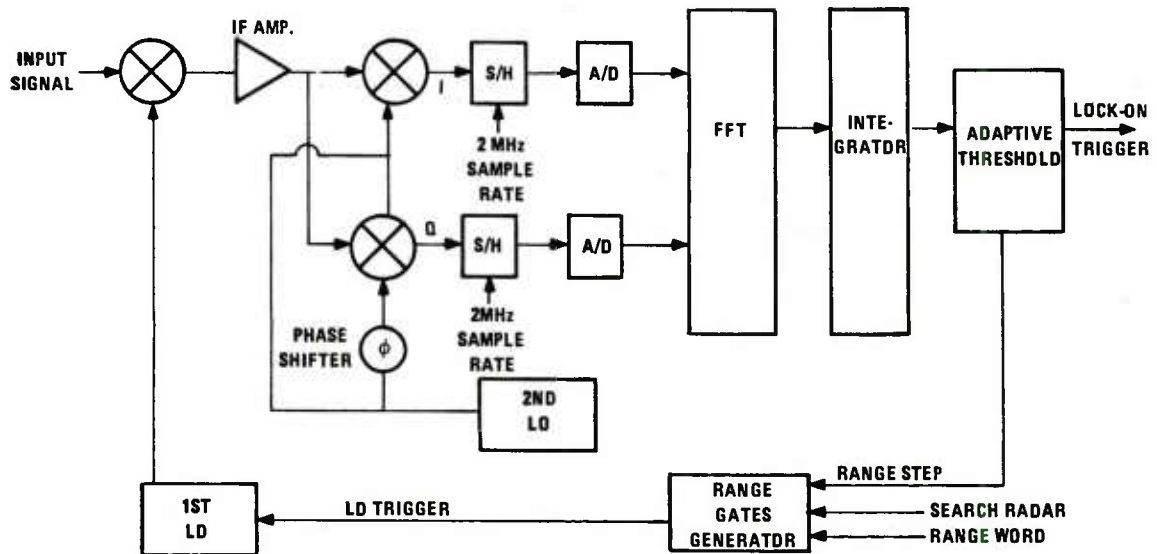 IF AMP.
INPUT
SIGNAL
I
S/H
A/D
2 MHz
SAMPLE
RATE
FFT
INTE-
GRATDR
ADAPTIVE
THRESHDLD
LOCK-ON
TRIGGER
Q
S/H
A/D
2MHz
SAMPLE
RATE
PHASE
SHIFTER
ϕ
2ND
LO
1ST
LD
LD TRIGGER
RANGE
GATES
GENERATDR
RANGE STEP
SEARCH RADAR
RANGE WORD